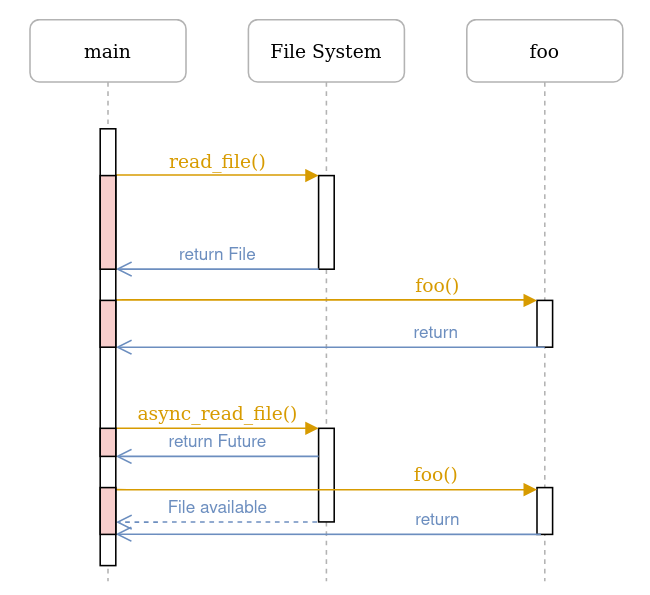 main
File System
foo
read_file()
return File
foo()
return
async_read_file()
return Future
foo()
File available
return